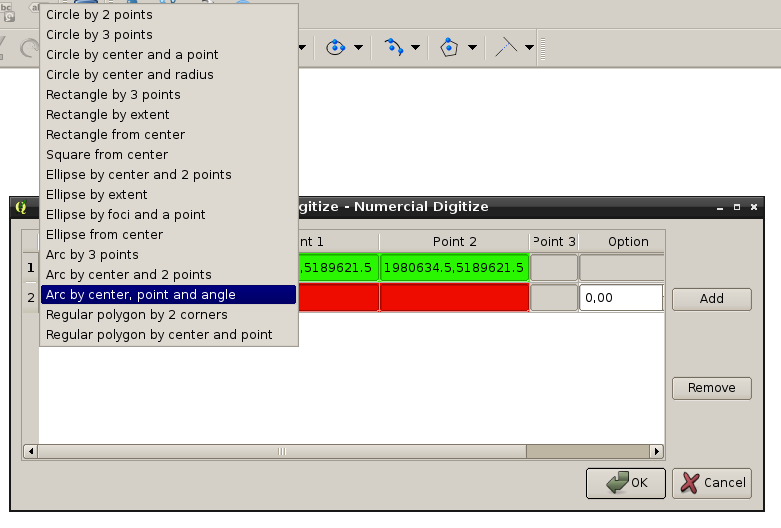 Circle by 2 points
Circle by 3 points
Circle by center and a point
Circle by center and radius
Rectangle by 3 points
Rectangle by extent
Rectangle from center
Square from center
Ellipse by center and 2 points
Ellipse by extent
Ellipse by foci and a point
Ellipse from center
Arc by 3 points
Arc by center and 2 points
Arc by center, point and angle
Regular polygon by 2 corners
Regular polygon by center and point
gitize - Numercial Digitize
nt 1 Point 2 Point 3 Option
1 ,5189621.5 1980634.5,5189621.5
2 0,00
Add
Remove
OK Cancel